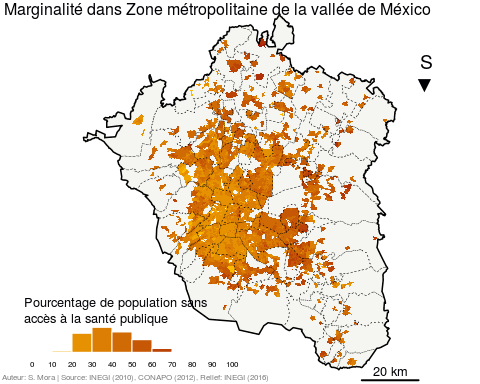 Marginalité dans Zone métropolitaine de la vallée de México
S
Pourcentage de population sans
accès à la santé publique
0 10 20 30 40 50 60 70 80 90 100
20 km
Auteur: S. Mora | Source: INEGI (2010), CONAPO (2012), Relief: INEGI (2016)